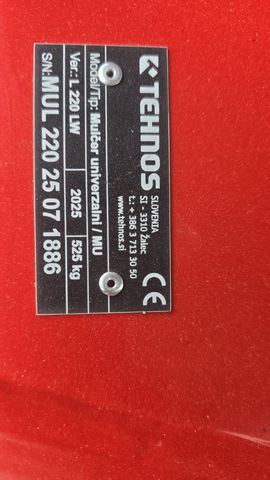 TEHNOS
SLOVENIA
SI - 3310 Žalec
t.: + 386 3 713 30 50
www.tehnos.si
CE
Model/Tip: Mulčer univerzalni / MU
Ver.: L 220 LW 2025 525 kg
S/N: MUL 220 25 07 1886